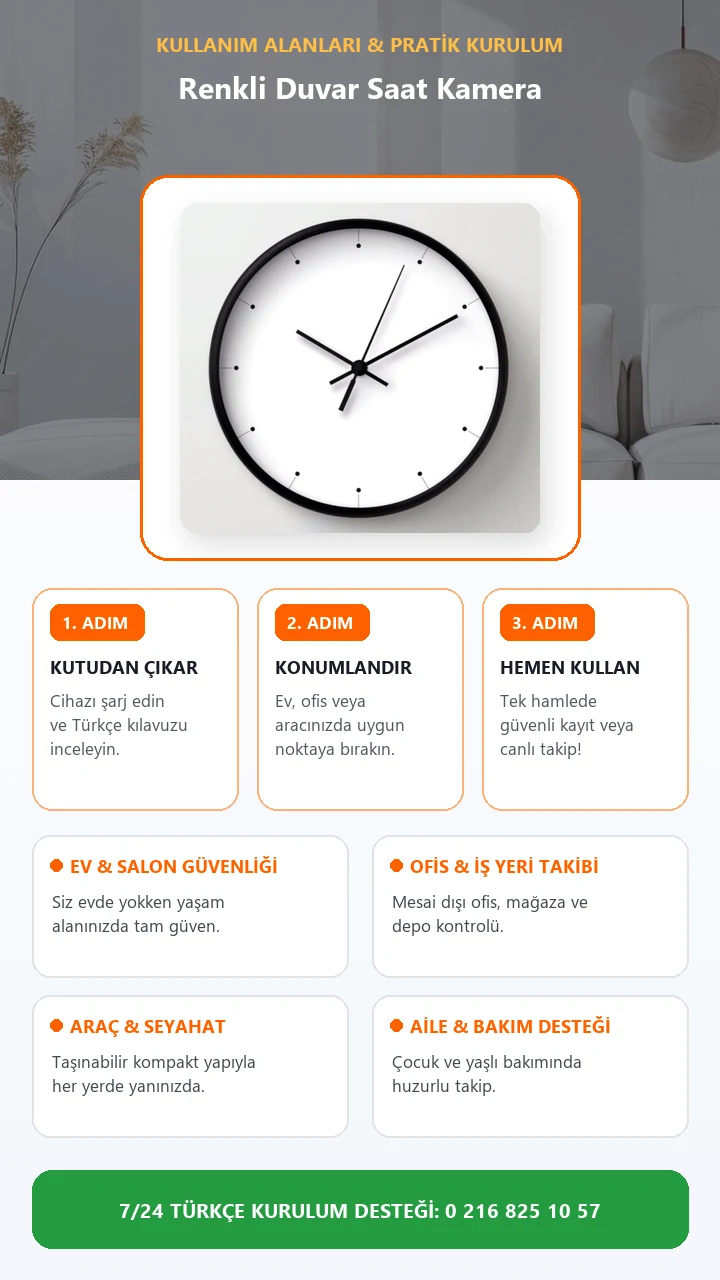 KULLANIM ALANLARI & PRATİK KURULUM
Renkli Duvar Saat Kamera
1. ADIM
KUTUDAN ÇIKAR
Cihazı şarj edin
ve Türkçe kılavuzu
inceleyin.
2. ADIM
KONUMLANDIR
Ev, ofis veya
aracınızda uygun
noktaya bırakın.
3. ADIM
HEMEN KULLAN
Tek hamlede
güvenli kayıt veya
canlı takip!
EV & SALON GÜVENLİĞİ
Siz evde yokken yaşam
alanınızda tam güven.
OFİS & İŞ YERİ TAKİBİ
Mesai dışı ofis, mağaza ve
depo kontrolü.
ARAÇ & SEYAHAT
Taşınabilir kompakt yapıyla
her yerde yanınızda.
AİLE & BAKIM DESTEĞİ
Çocuk ve yaşlı bakımında
huzurlu takip.
7/24 TÜRKÇE KURULUM DESTEĞİ: 0 216 825 10 57